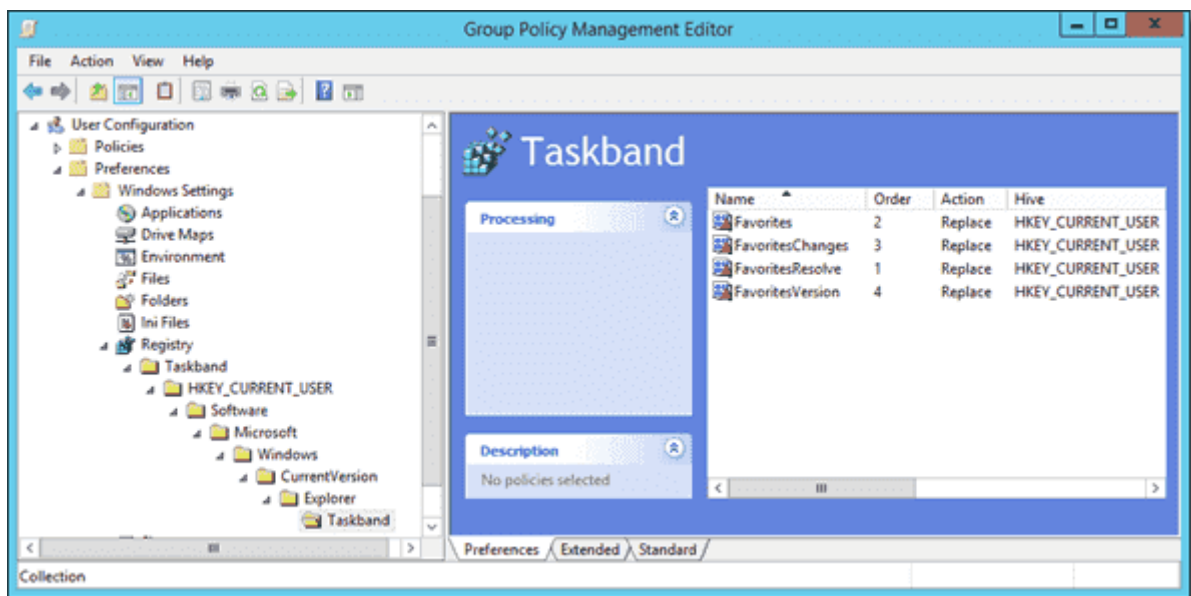 Group Policy Management Editor
File Action View Help
User Configuration
Policies
Preferences
Windows Settings
Applications
Drive Maps
Environment
Files
Folders
Ini Files
Registry
Taskband
HKEY_CURRENT_USER
Software
Microsoft
Windows
CurrentVersion
Explorer
Taskband
Taskband
Processing
Description
No policies selected
Name Order Action Hive
Favorites 2 Replace HKEY_CURRENT_USER
FavoritesChanges 3 Replace HKEY_CURRENT_USER
FavoritesResolve 1 Replace HKEY_CURRENT_USER
FavoritesVersion 4 Replace HKEY_CURRENT_USER
Preferences Extended Standard
Collection